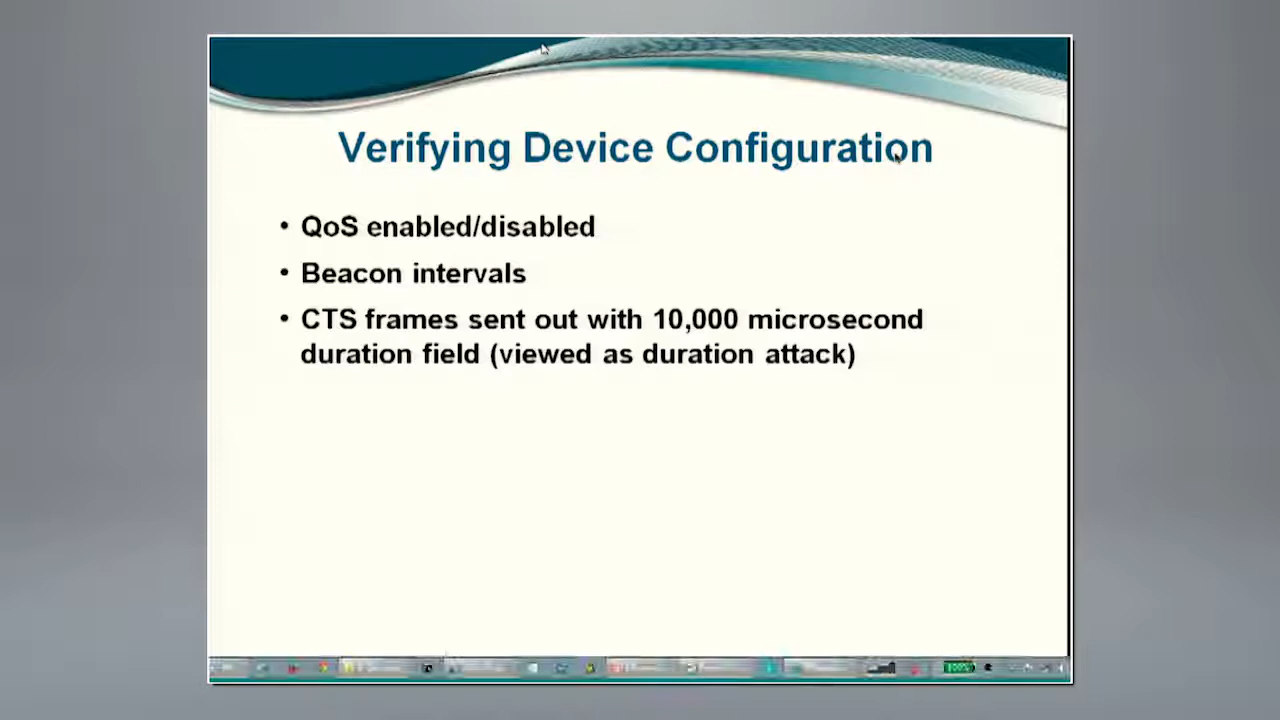 Verifying Device Configuration
• QoS enabled/disabled
• Beacon intervals
• CTS frames sent out with 10,000 microsecond
duration field (viewed as duration attack)
100%